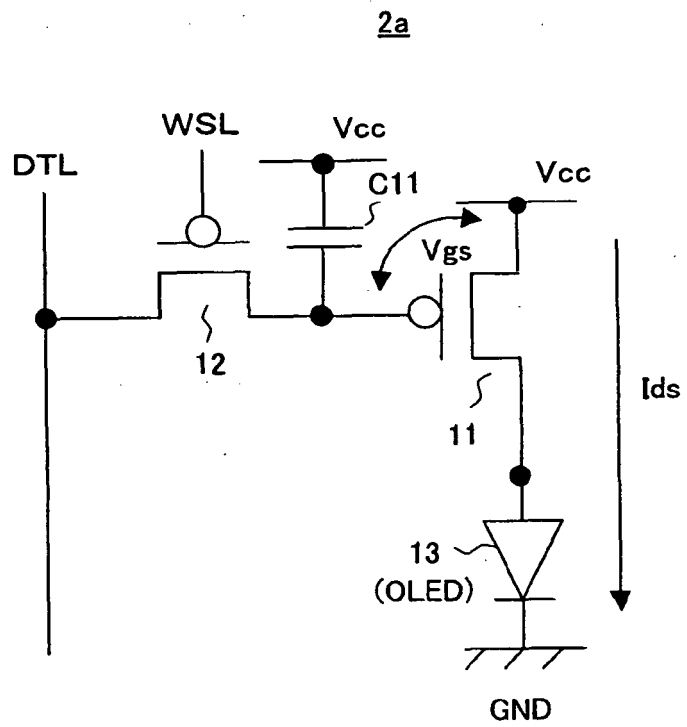 2a
WSL
Vcc
DTL
C11
Vcc
Vgs
12
11
Ids
13
(OLED)
GND